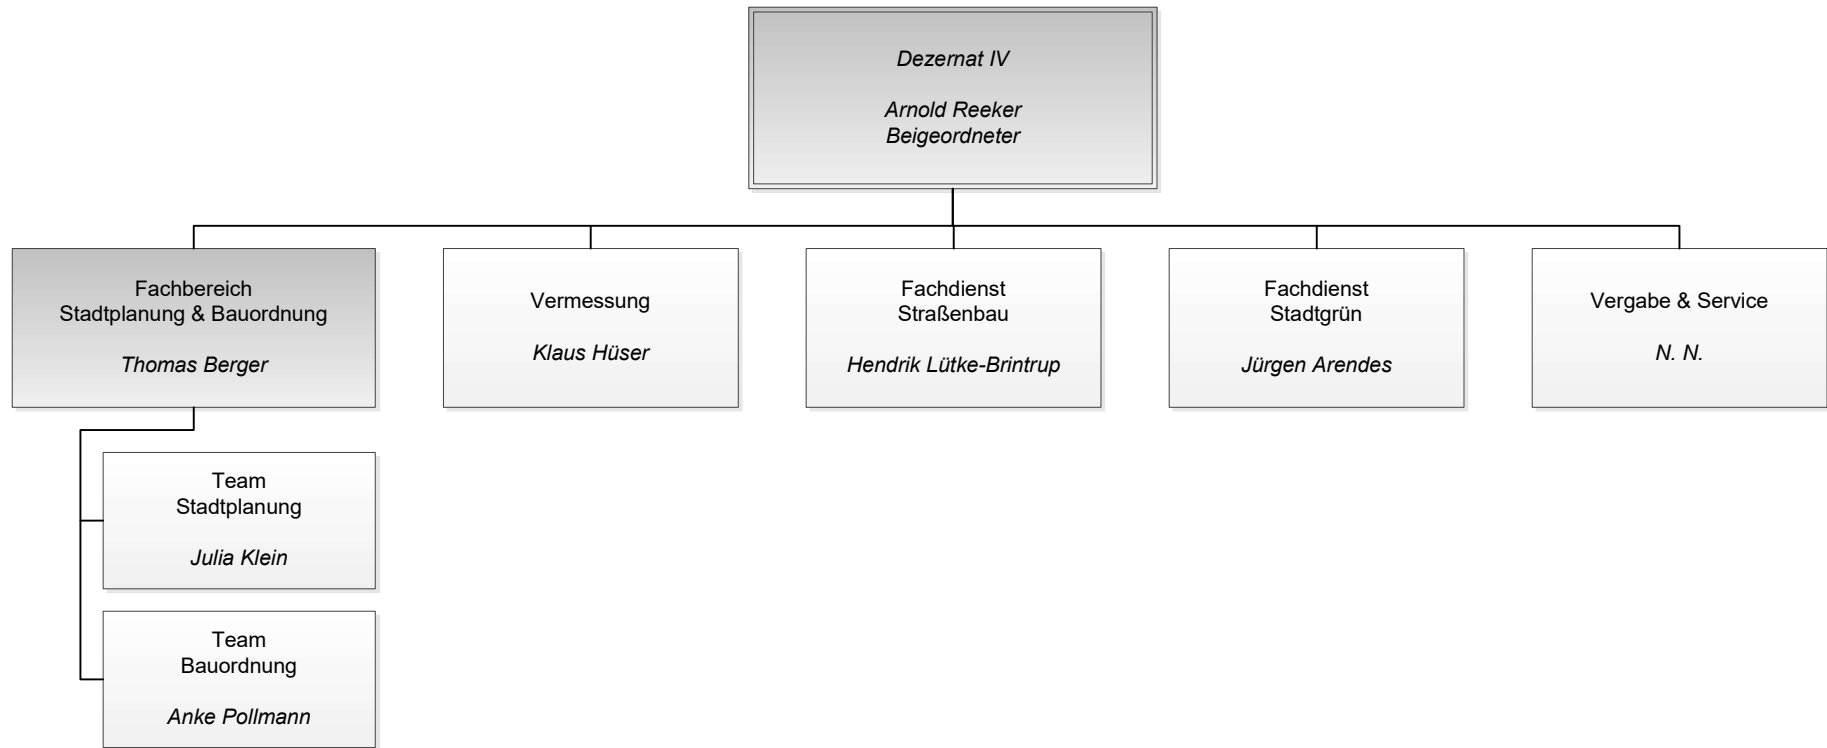 Dezernat IV
Arnold Reeker
Beigeordneter
Fachbereich
Stadtplanung & Bauordnung
Thomas Berger
Vermessung
Klaus Hüser
Fachdienst
Straßenbau
Hendrik Lütke-Brintrup
Fachdienst
Stadtgrün
Jürgen Arendes
Vergabe & Service
N. N.
Team
Stadtplanung
Julia Klein
Team
Bauordnung
Anke Pollmann